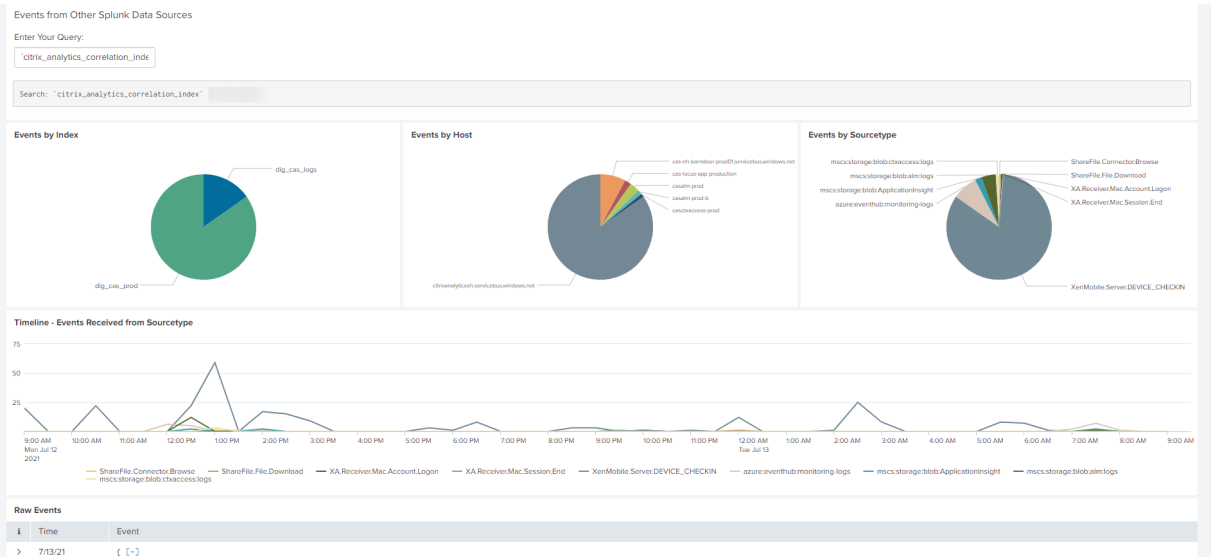 Events from Other Splunk Data Sources
Enter Your Query:
`citrix_analytics_correlation_inde
Search: `citrix_analytics_correlation_index`
Events by Index
dig_cas_logs
dig_cas_prod
Events by Host
cas-eh-barndoor-prod01.servicebus.windows.net
cas-locus-app-production
casalm-prod
casalm-prod-b
casctxaccess-prod
citrixanalyticseh.servicebus.windows.net
Events by Sourcetype
mscs:storage:blob:ctxaccess:logs
mscs:storage:blob:alm:logs
mscs:storage:blob:ApplicationInsight
azure:eventhub:monitoring-logs
ShareFile.Connector.Browse
ShareFile.File.Download
XA.Receiver.Mac.Account.Logon
XA.Receiver.Mac.Session.End
XenMobile.Server.DEVICE_CHECKIN
Timeline - Events Received from Sourcetype
75
50
25
9:00 AM 10:00 AM 11:00 AM 12:00 PM 1:00 PM 2:00 PM 3:00 PM 4:00 PM 5:00 PM 6:00 PM 7:00 PM 8:00 PM 9:00 PM 10:00 PM 11:00 PM 12:00 AM 1:00 AM 2:00 AM 3:00 AM 4:00 AM 5:00 AM 6:00 AM 7:00 AM 8:00 AM 9:00 AM
Mon Jul 12 Tue Jul 13
2021
ShareFile.Connector.Browse ShareFile.File.Download XA.Receiver.Mac.Account.Logon XA.Receiver.Mac.Session.End XenMobile.Server.DEVICE_CHECKIN azure:eventhub:monitoring-logs mscs:storage:blob:ApplicationInsight mscs:storage:blob:alm:logs
mscs:storage:blob:ctxaccess:logs
Raw Events
i Time Event
> 7/13/21 { [-]